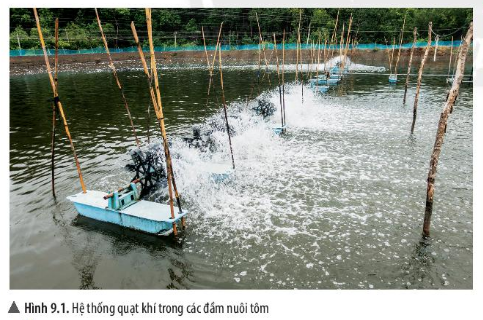 ▲ Hình 9.1. Hệ thống quạt khí trong các đầm nuôi tôm